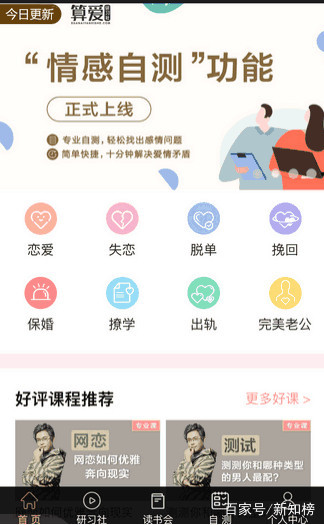 今日更新
算爱
“情感自测”功能
正式上线
专业自测，轻松找出感情问题
简单快捷，十分钟解决爱情矛盾
恋爱 失恋 脱单 挽回
保婚 撩学 出轨 完美老公
好评课程推荐 更多好课 >
专业课 专业课
网恋 测试
网恋如何优雅 测测你和哪种类型
奔向现实 的男人最配?
首页 研习社 读书会 自测 个人中心
百家号/新知榜